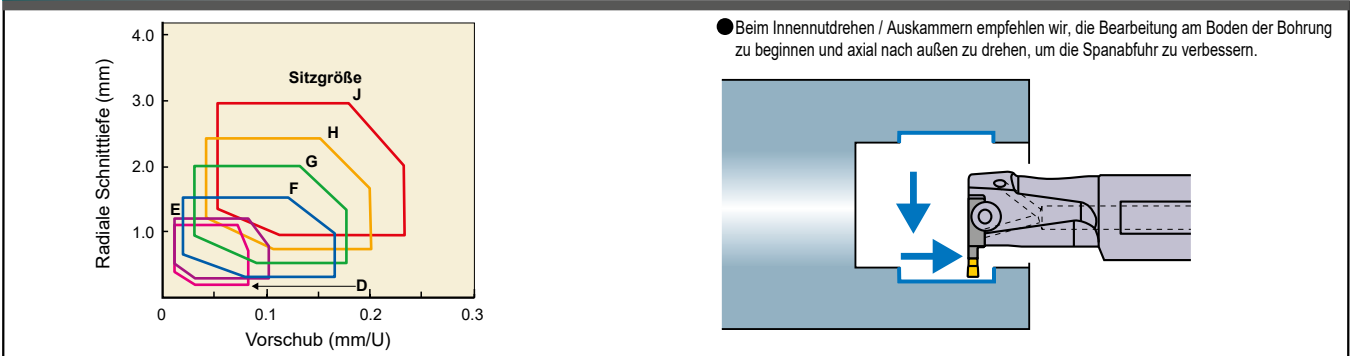 4.0
3.0
2.0
1.0
0
0
0.1
0.2
0.3
Radiale Schnitttiefe (mm)
Vorschub (mm/U)
Sitzgröße
J
H
G
F
E
D
●Beim Innennutdrehen / Auskammern empfehlen wir, die Bearbeitung am Boden der Bohrung
zu beginnen und axial nach außen zu drehen, um die Spanabfuhr zu verbessern.